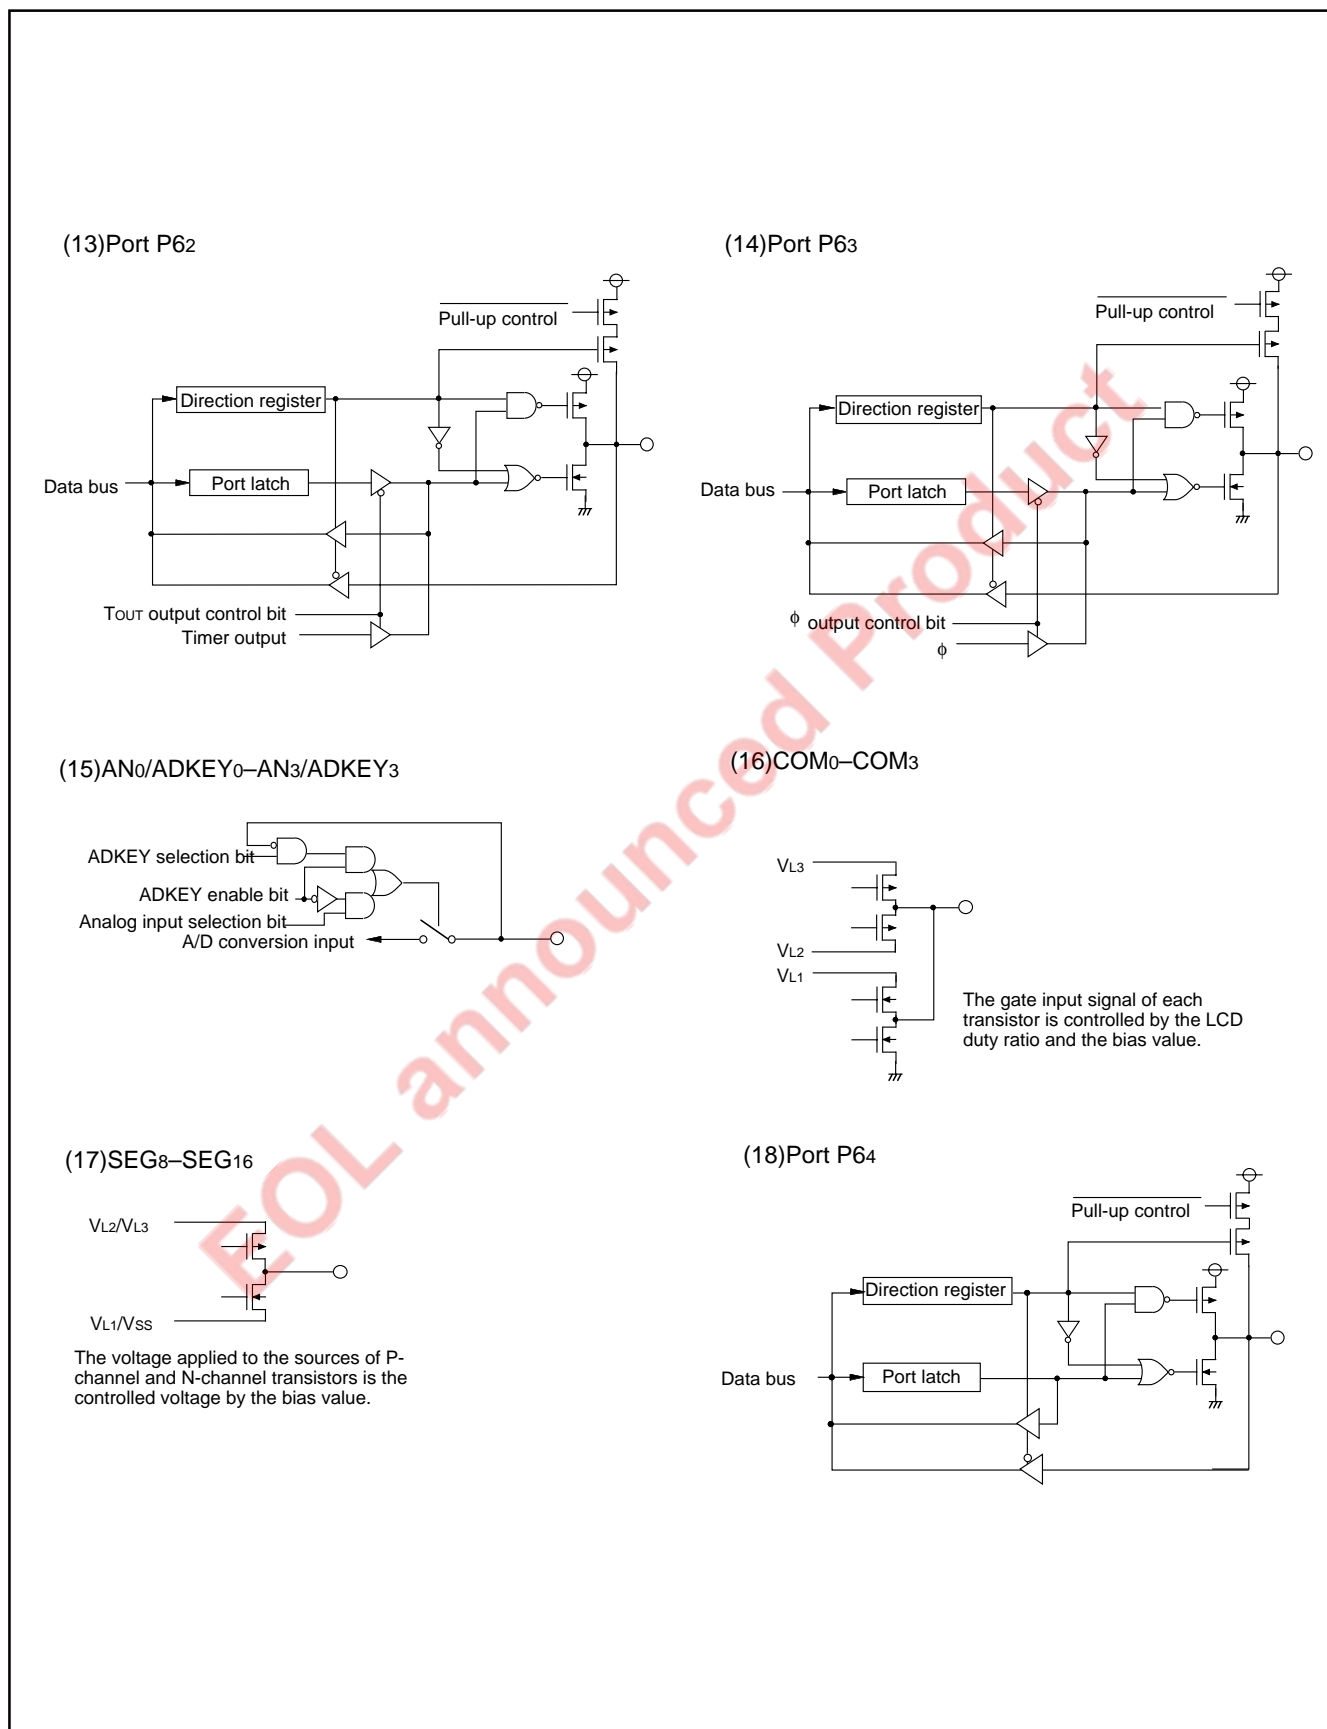 (13)Port P62
Pull-up control
Direction register
Port latch
Data bus
TOUT output control bit
Timer output
(14)Port P63
Pull-up control
Direction register
Port latch
Data bus
ϕ output control bit
ϕ
(15)AN0/ADKEY0–AN3/ADKEY3
ADKEY selection bit
ADKEY enable bit
Analog input selection bit
A/D conversion input
(16)COM0–COM3
VL3
VL2
VL1
The gate input signal of each
transistor is controlled by the LCD
duty ratio and the bias value.
(17)SEG8–SEG16
VL2/VL3
VL1/VSS
The voltage applied to the sources of P-
channel and N-channel transistors is the
controlled voltage by the bias value.
(18)Port P64
Pull-up control
Direction register
Port latch
Data bus
EOL announced Product